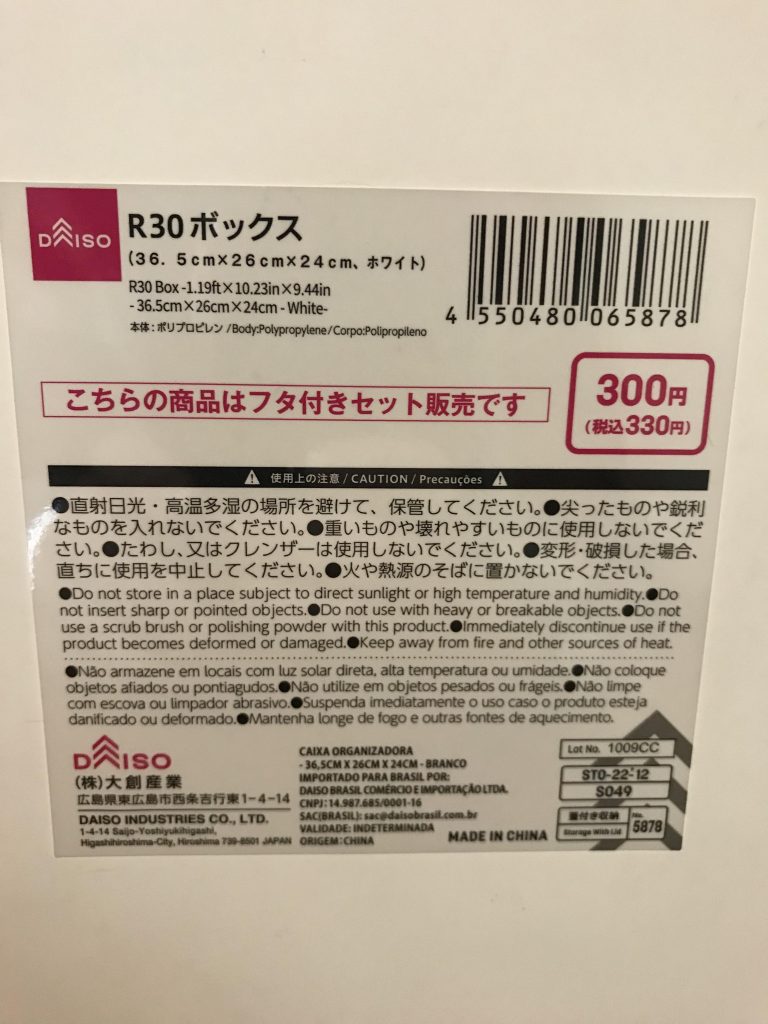 DAISO
R30ボックス
(36．5cm×26cm×24cm、ホワイト)
R30 Box -1.19ft×10.23in×9.44in
- 36.5cm×26cm×24cm - White-
本体：ポリプロピレン/Body:Polypropylene/Corpo:Polipropileno
4 550480 065878
こちらの商品はフタ付きセット販売です
300円
(税込330円)
使用上の注意 / CAUTION / Precauções
●直射日光・高温多湿の場所を避けて、保管してください。●尖ったものや鋭利
なものを入れないでください。●重いものや壊れやすいものに使用しないでくだ
さい。●たわし、又はクレンザーは使用しないでください。●変形・破損した場合、
直ちに使用を中止してください。●火や熱源のそばに置かないでください。
●Do not store in a place subject to direct sunlight or high temperature and humidity.●Do
not insert sharp or pointed objects.●Do not use with heavy or breakable objects.●Do not
use a scrub brush or polishing powder with this product.●Immediately discontinue use if the
product becomes deformed or damaged.●Keep away from fire and other sources of heat.
●Não armazene em locais com luz solar direta, alta temperatura ou umidade.●Não coloque
objetos afiados ou pontiagudos.●Não utilize em objetos pesados ou frágeis.●Não limpe
com escova ou limpador abrasivo.●Suspenda imediatamente o uso caso o produto esteja
danificado ou deformado.●Mantenha longe de fogo e outras fontes de aquecimento.
DAISO
(株)大創産業
広島県東広島市西条吉行東1-4-14
DAISO INDUSTRIES CO., LTD.
1-4-14 Saijo-Yoshiyukihigashi,
Higashihiroshima-City, Hiroshima 739-8501 JAPAN
CAIXA ORGANIZADORA
- 36,5CM X 26CM X 24CM - BRANCO
IMPORTADO PARA BRASIL POR:
DAISO BRASIL COMÉRCIO E IMPORTAÇÃO LTDA.
CNPJ: 14.987.685/0001-16
SAC(BRASIL): sac@daisobrasil.com.br
VALIDADE: INDETERMINADA
ORIGEM: CHINA
MADE IN CHINA
Lot No. 1009CC
STO-22-12
S049
蓋付き収納
Storage With Lid
No.
5878